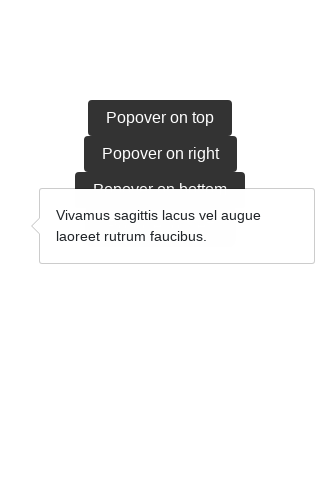 Popover on top
Popover on right
Popover on bottom
Vivamus sagittis lacus vel augue
laoreet rutrum faucibus.